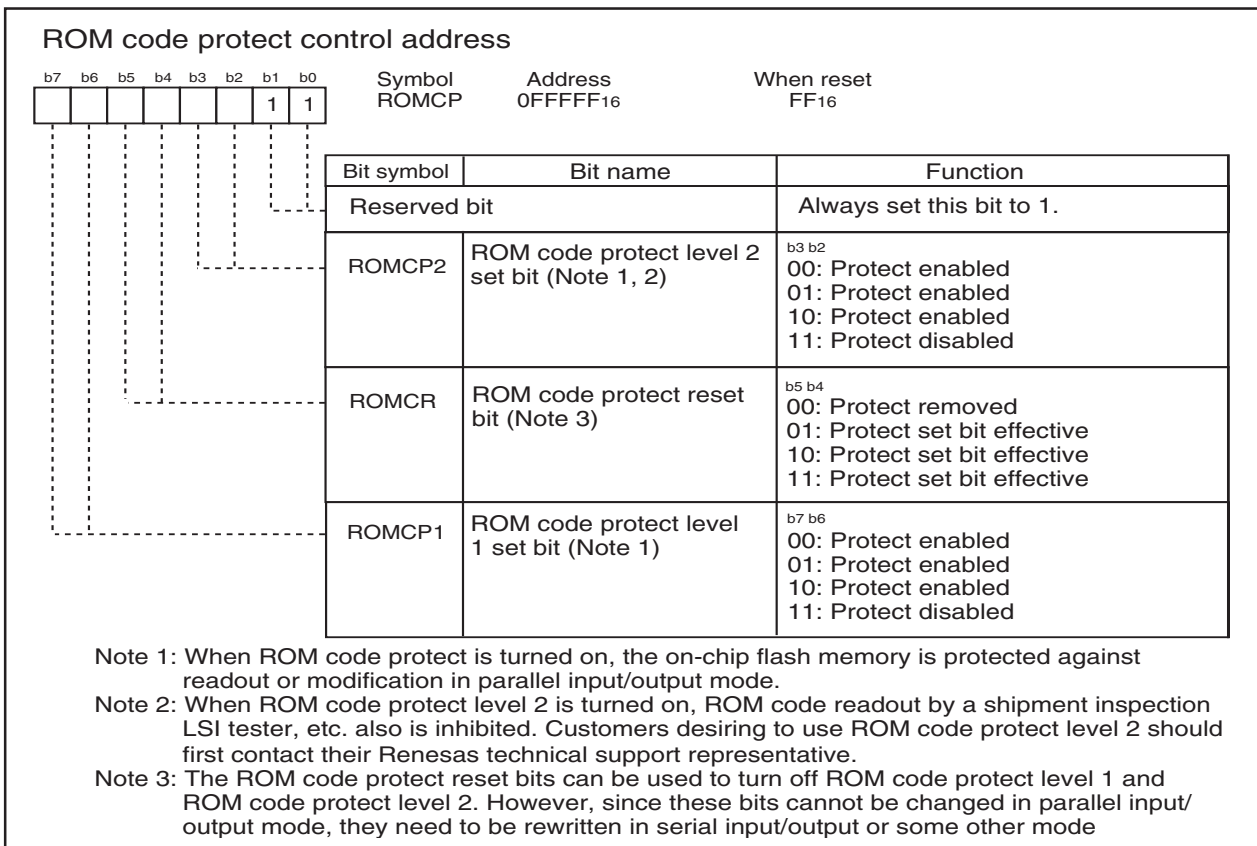 ROM code protect control address
b7 b6 b5 b4 b3 b2 b1 b0
1 1
Symbol Address When reset
ROMCP 0FFFFF16 FF16
Bit symbol Bit name Function
Reserved bit Always set this bit to 1.
ROMCP2 ROM code protect level 2
set bit (Note 1, 2)
b3 b2
00: Protect enabled
01: Protect enabled
10: Protect enabled
11: Protect disabled
ROMCR ROM code protect reset
bit (Note 3)
b5 b4
00: Protect removed
01: Protect set bit effective
10: Protect set bit effective
11: Protect set bit effective
ROMCP1 ROM code protect level
1 set bit (Note 1)
b7 b6
00: Protect enabled
01: Protect enabled
10: Protect enabled
11: Protect disabled
Note 1: When ROM code protect is turned on, the on-chip flash memory is protected against
readout or modification in parallel input/output mode.
Note 2: When ROM code protect level 2 is turned on, ROM code readout by a shipment inspection
LSI tester, etc. also is inhibited. Customers desiring to use ROM code protect level 2 should
first contact their Renesas technical support representative.
Note 3: The ROM code protect reset bits can be used to turn off ROM code protect level 1 and
ROM code protect level 2. However, since these bits cannot be changed in parallel input/
output mode, they need to be rewritten in serial input/output or some other mode